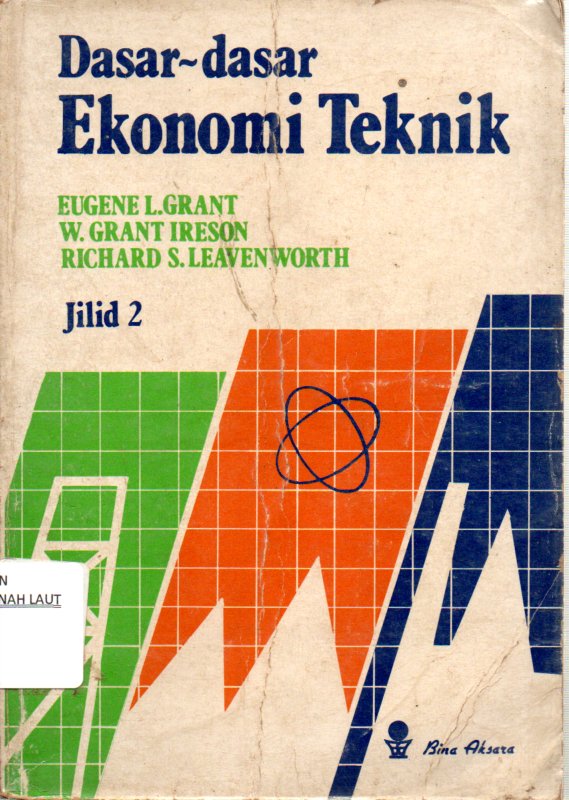 Dasar-dasar
Ekonomi Teknik
EUGENE L.GRANT
W. GRANT IRESON
RICHARD S. LEAVENWORTH
Jilid 2
N
NAH LAUT
Bina Aksara